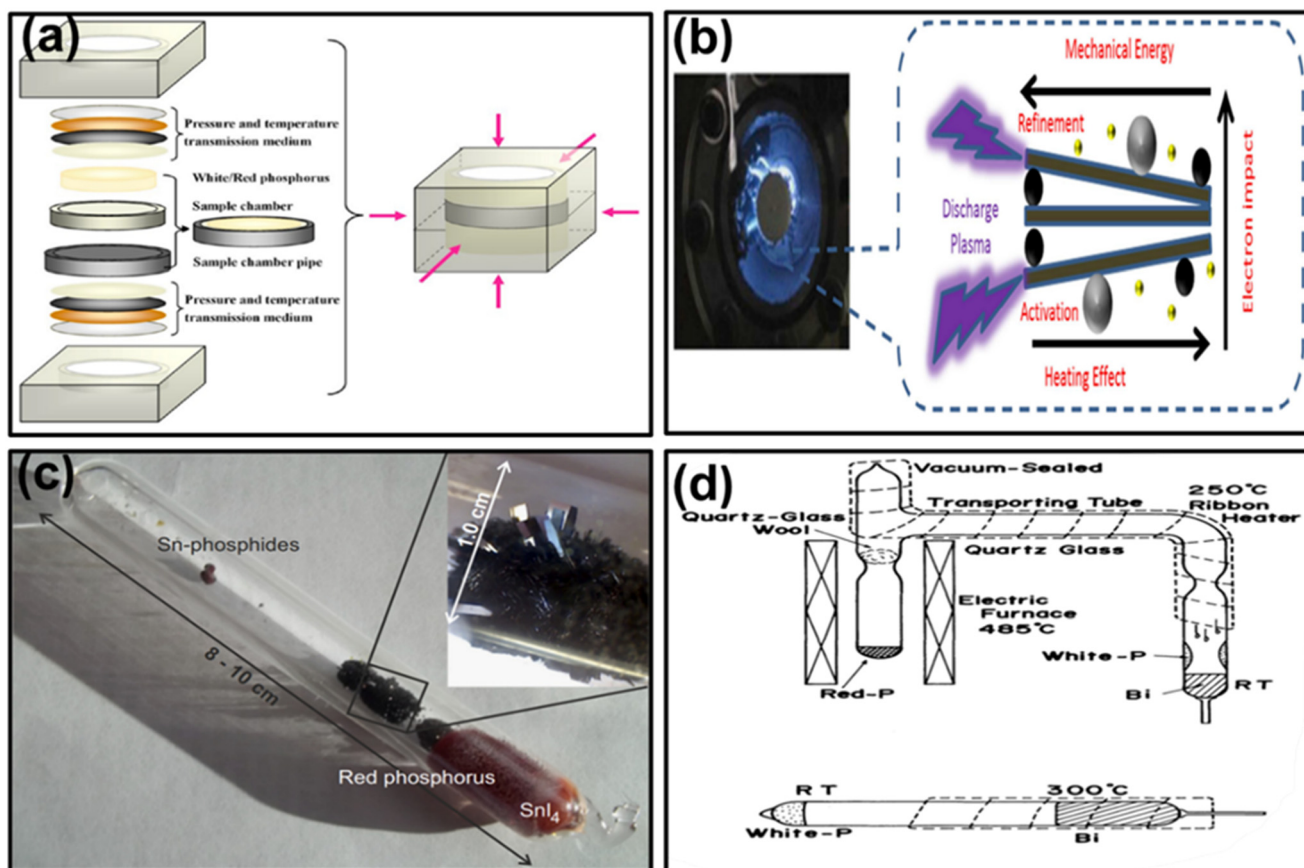 (a)
Pressure and temperature
transmission medium
White/Red phosphorus
Sample chamber
Sample chamber pipe
Pressure and temperature
transmission medium
(b)
Mechanical Energy
Refinement
Discharge
Plasma
Electron impact
Activation
Heating Effect
(c)
Sn-phosphides
1.0 cm
8 - 10 cm
Red phosphorus
SnI4
(d)
Vacuum-Sealed
Transporting Tube
250°C
Ribbon
Heater
Quartz-Glass
Wool
Quartz Glass
Electric
Furnace
485°C
White-P
Red-P
Bi
RT
RT
300°C
White-P
Bi